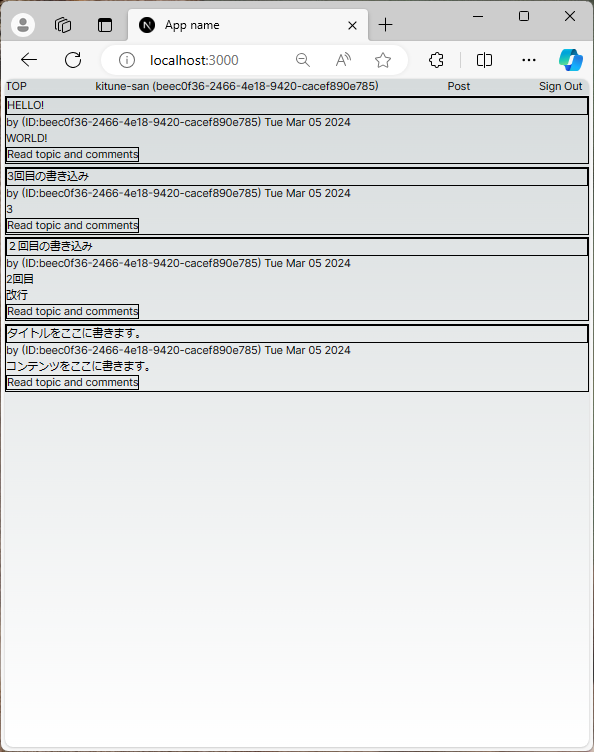 App name
localhost:3000
TOP kitune-san (beec0f36-2466-4e18-9420-cacef890e785) Post Sign Out
HELLO!
by (ID:beec0f36-2466-4e18-9420-cacef890e785) Tue Mar 05 2024
WORLD!
Read topic and comments
3回目の書き込み
by (ID:beec0f36-2466-4e18-9420-cacef890e785) Tue Mar 05 2024
3
Read topic and comments
２回目の書き込み
by (ID:beec0f36-2466-4e18-9420-cacef890e785) Tue Mar 05 2024
2回目
改行
Read topic and comments
タイトルをここに書きます。
by (ID:beec0f36-2466-4e18-9420-cacef890e785) Tue Mar 05 2024
コンテンツをここに書きます。
Read topic and comments